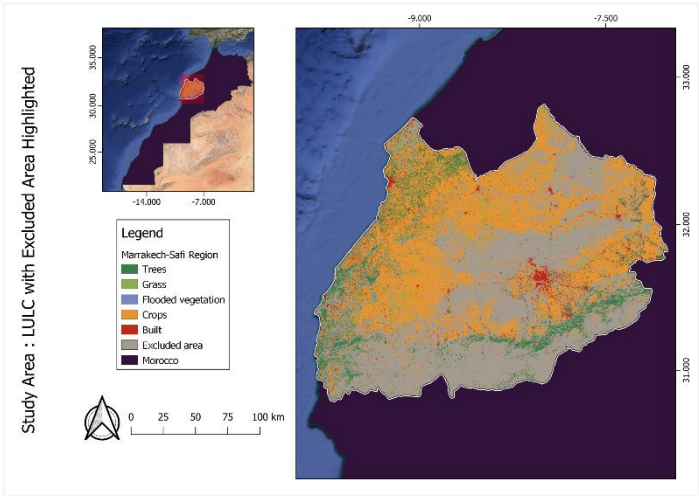 Study Area : LULC with Excluded Area Highlighted
35.000
30.000
25.000
-14.000
-7.000
-9.000
-7.500
33.000
32.000
31.000
Legend
Marrakech-Safi Region
Trees
Grass
Flooded vegetation
Crops
Built
Excluded area
Morocco
0 25 50 75 100 km